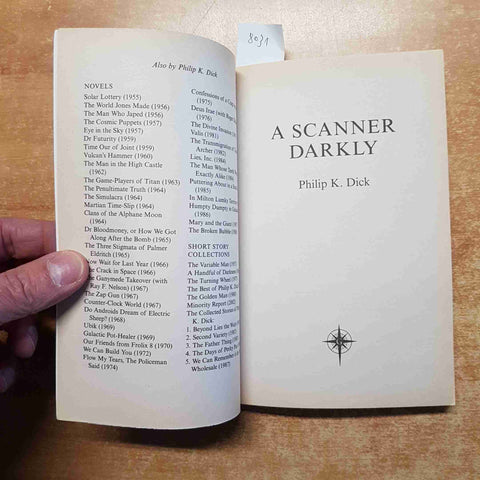 8031
Also by Philip K. Dick
NOVELS
Solar Lottery (1955)
The World Jones Made (1956)
The Man Who Japed (1956)
The Cosmic Puppets (1957)
Eye in the Sky (1957)
Dr Futurity (1959)
Time Out of Joint (1959)
Vulcan's Hammer (1960)
The Man in the High Castle
(1962)
The Game-Players of Titan (1963)
The Penultimate Truth (1964)
The Simulacra (1964)
Martian Time-Slip (1964)
Clans of the Alphane Moon
(1964)
Dr Bloodmoney, or How We Got
Along After the Bomb (1965)
The Three Stigmata of Palmer
Eldritch (1965)
Now Wait for Last Year (1966)
The Crack in Space (1966)
The Ganymede Takeover (with
Ray F. Nelson) (1967)
The Zap Gun (1967)
Counter-Clock World (1967)
Do Androids Dream of Electric
Sheep? (1968)
Ubik (1969)
Galactic Pot-Healer (1969)
Our Friends from Frolix 8 (1970)
We Can Build You (1972)
Flow My Tears, The Policeman
Said (1974)
Confessions of a
(1975)
Deus Irae (with Roger
The Divine Invasion
Valis (1981)
The Transmigration of
Archer (1982)
Lies, Inc. (1984)
The Man Whose Teeth
Exactly Alike (1984)
Puttering About in a
(1985)
In Milton Lumky
Humpty Dumpty in
(1986)
Mary and the Giant
The Broken Bubble
SHORT STORY
COLLECTIONS
The Variable Man
A Handful of Darkness
The Turning Wheel
The Best of Philip K.
The Golden Man
Minority Report
The Collected Stories
K. Dick:
1. Beyond Lies the
2. Second Variety
3. The Father Thing
4. The Days of Perky
5. We Can Remember
Wholesale (1987)
A SCANNER
DARKLY
Philip K. Dick